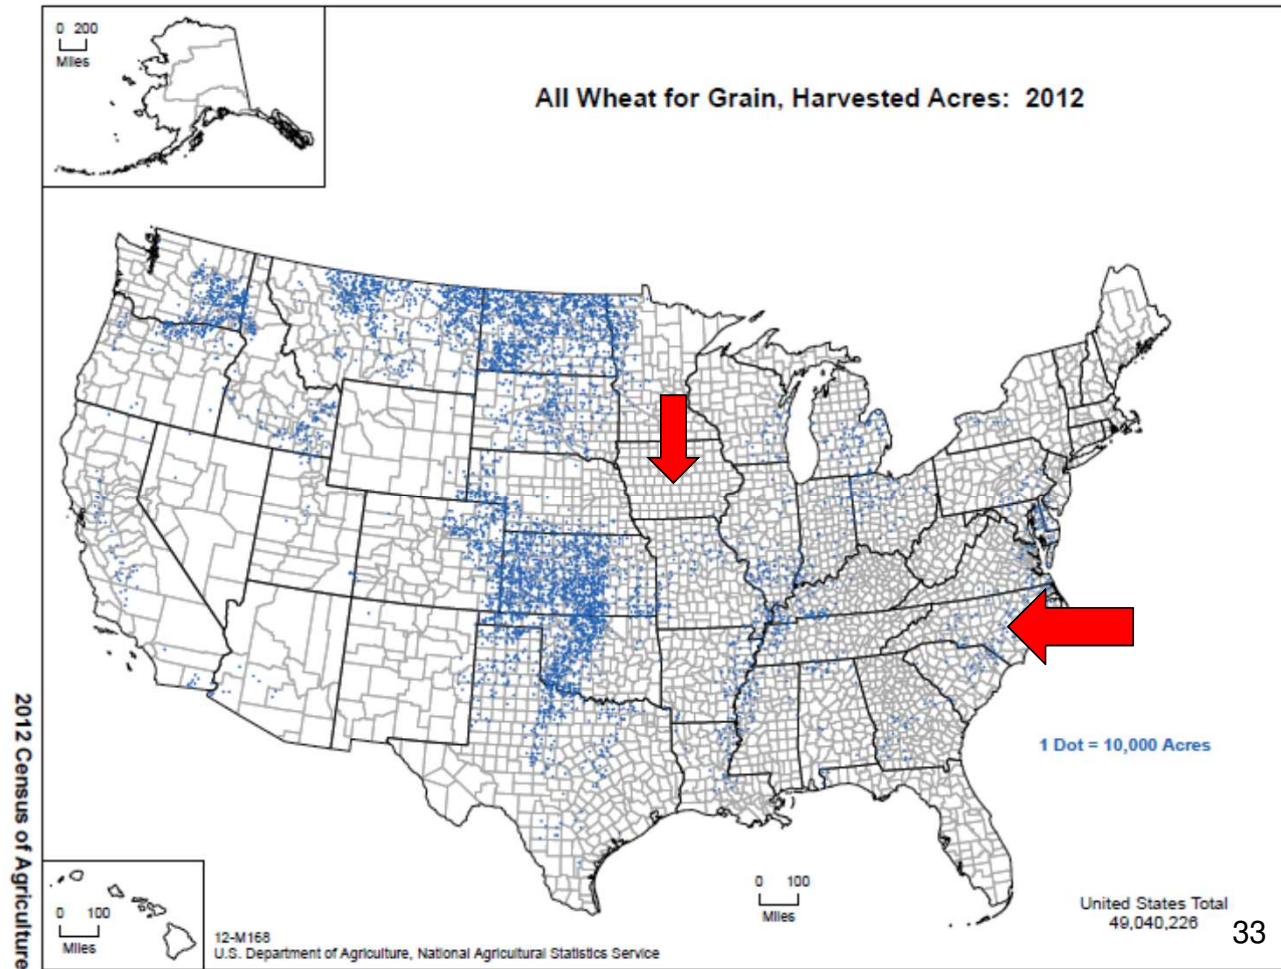 0 200
Miles
All Wheat for Grain, Harvested Acres: 2012
1 Dot = 10,000 Acres
2012 Census of Agriculture
0 100
Miles
12-M168
U.S. Department of Agriculture, National Agricultural Statistics Service
0 100
Miles
United States Total
49,040,226
33